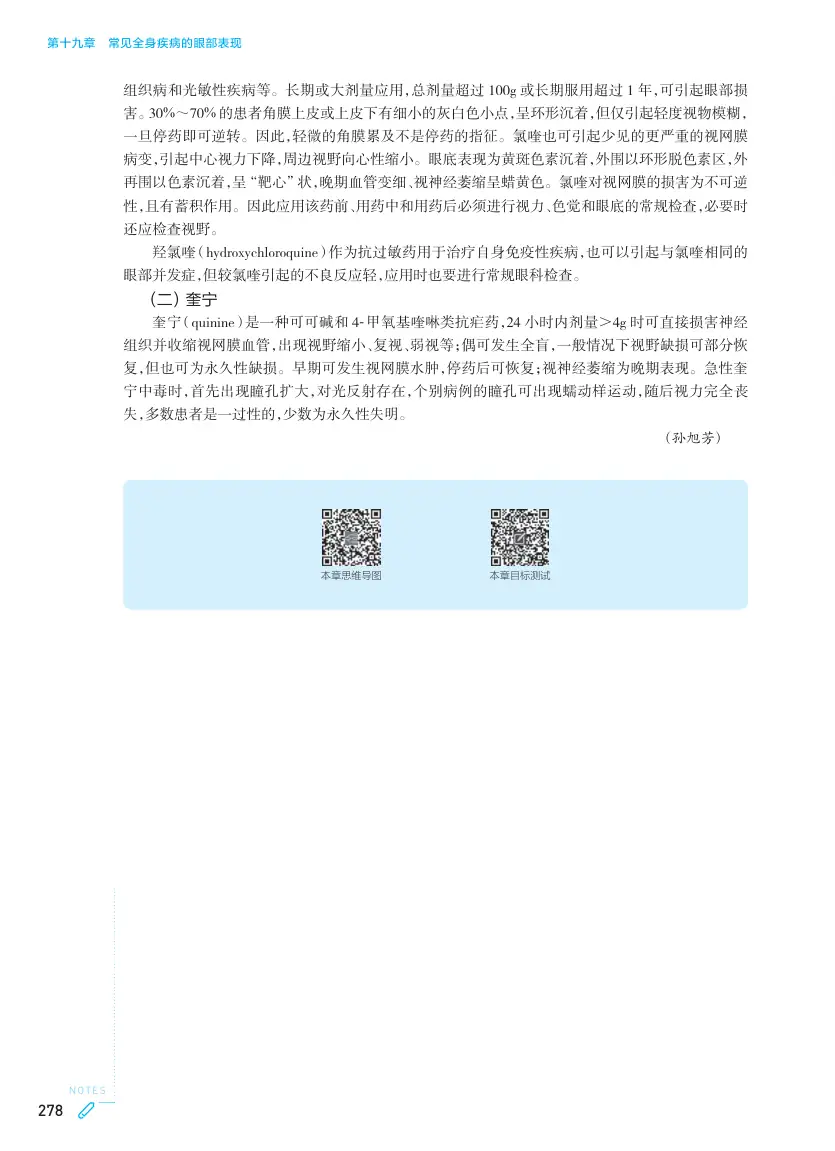 第十九章　常见全身疾病的眼部表现
组织病和光敏性疾病等。长期或大剂量应用,总剂量超过 100g 或长期服用超过 1 年,可引起眼部损
害。30%～70% 的患者角膜上皮或上皮下有细小的灰白色小点,呈环形沉着,但仅引起轻度视物模糊,
一旦停药即可逆转。因此,轻微的角膜累及不是停药的指征。氯喹也可引起少见的更严重的视网膜
病变,引起中心视力下降,周边视野向心性缩小。眼底表现为黄斑色素沉着,外围以环形脱色素区,外
再围以色素沉着,呈“靶心”状,晚期血管变细、视神经萎缩呈蜡黄色。氯喹对视网膜的损害为不可逆
性,且有蓄积作用。因此应用该药前、用药中和用药后必须进行视力、色觉和眼底的常规检查,必要时
还应检查视野。
羟氯喹（hydroxychloroquine）作为抗过敏药用于治疗自身免疫性疾病,也可以引起与氯喹相同的
眼部并发症,但较氯喹引起的不良反应轻,应用时也要进行常规眼科检查。
（二）奎宁
奎宁（quinine）是一种可可碱和 4- 甲氧基喹啉类抗疟药,24 小时内剂量＞4g 时可直接损害神经
组织并收缩视网膜血管,出现视野缩小、复视、弱视等;偶可发生全盲,一般情况下视野缺损可部分恢
复,但也可为永久性缺损。早期可发生视网膜水肿,停药后可恢复;视神经萎缩为晚期表现。急性奎
宁中毒时,首先出现瞳孔扩大,对光反射存在,个别病例的瞳孔可出现蠕动样运动,随后视力完全丧
失,多数患者是一过性的,少数为永久性失明。
（孙旭芳）
本章思维导图
本章目标测试
NOTES
278